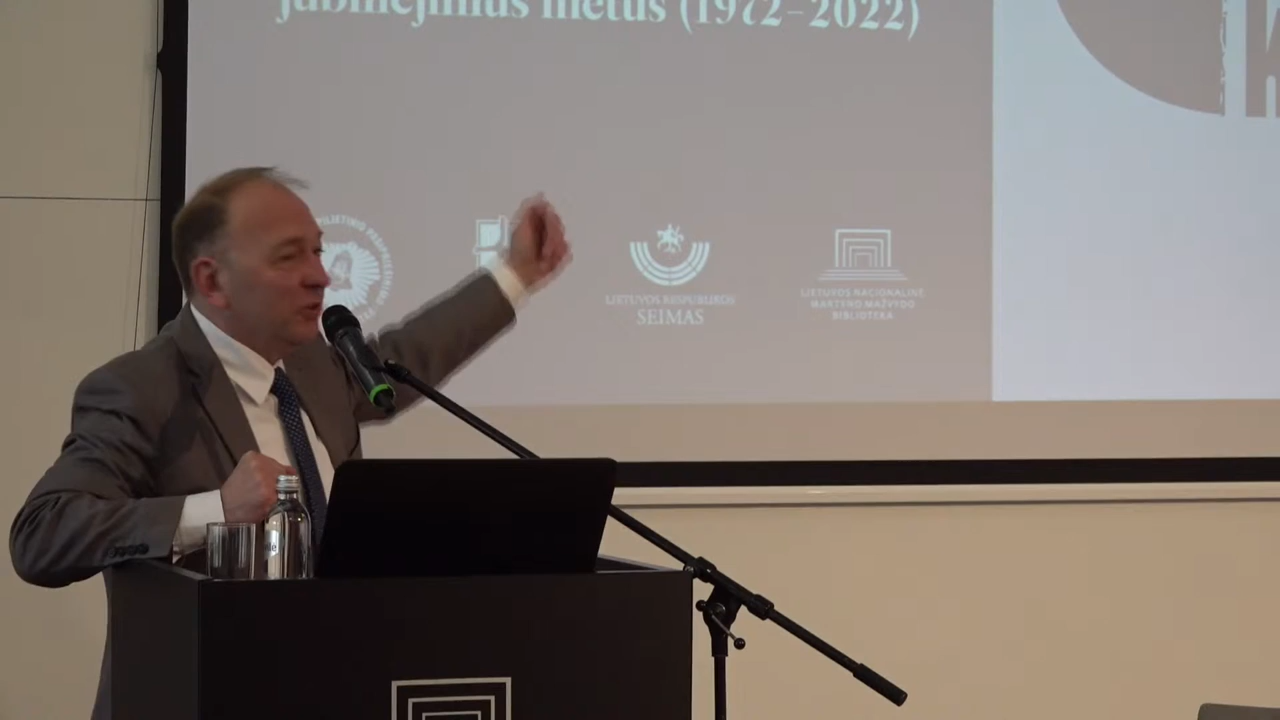 jubiliejinius metus (1972–2022)
LIETUVOS RESPUBLIKOS
SEIMAS
LIETUVOS NACIONALINĖ
MARTYNO MAŽVYDO
BIBLIOTEKA